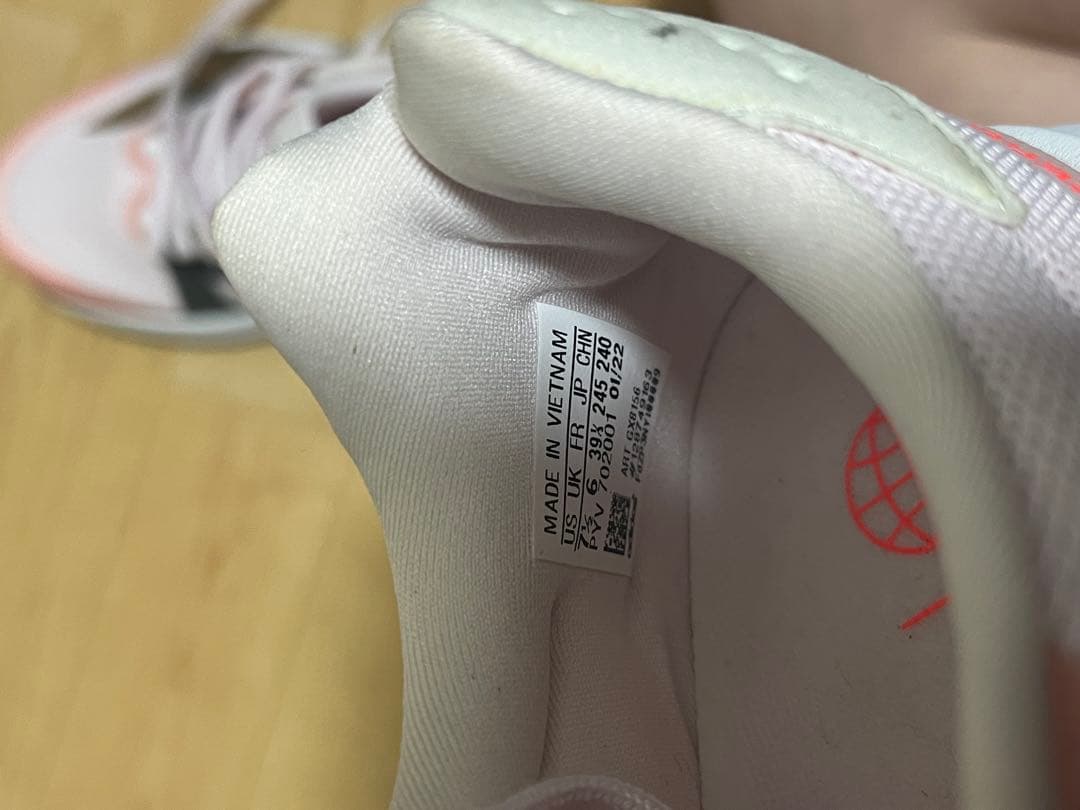 MADE IN VIETNAM
US UK FR JP CHN
7½ 6 39⅓ 245 240
PYV 702001 01/22
ART GX8156